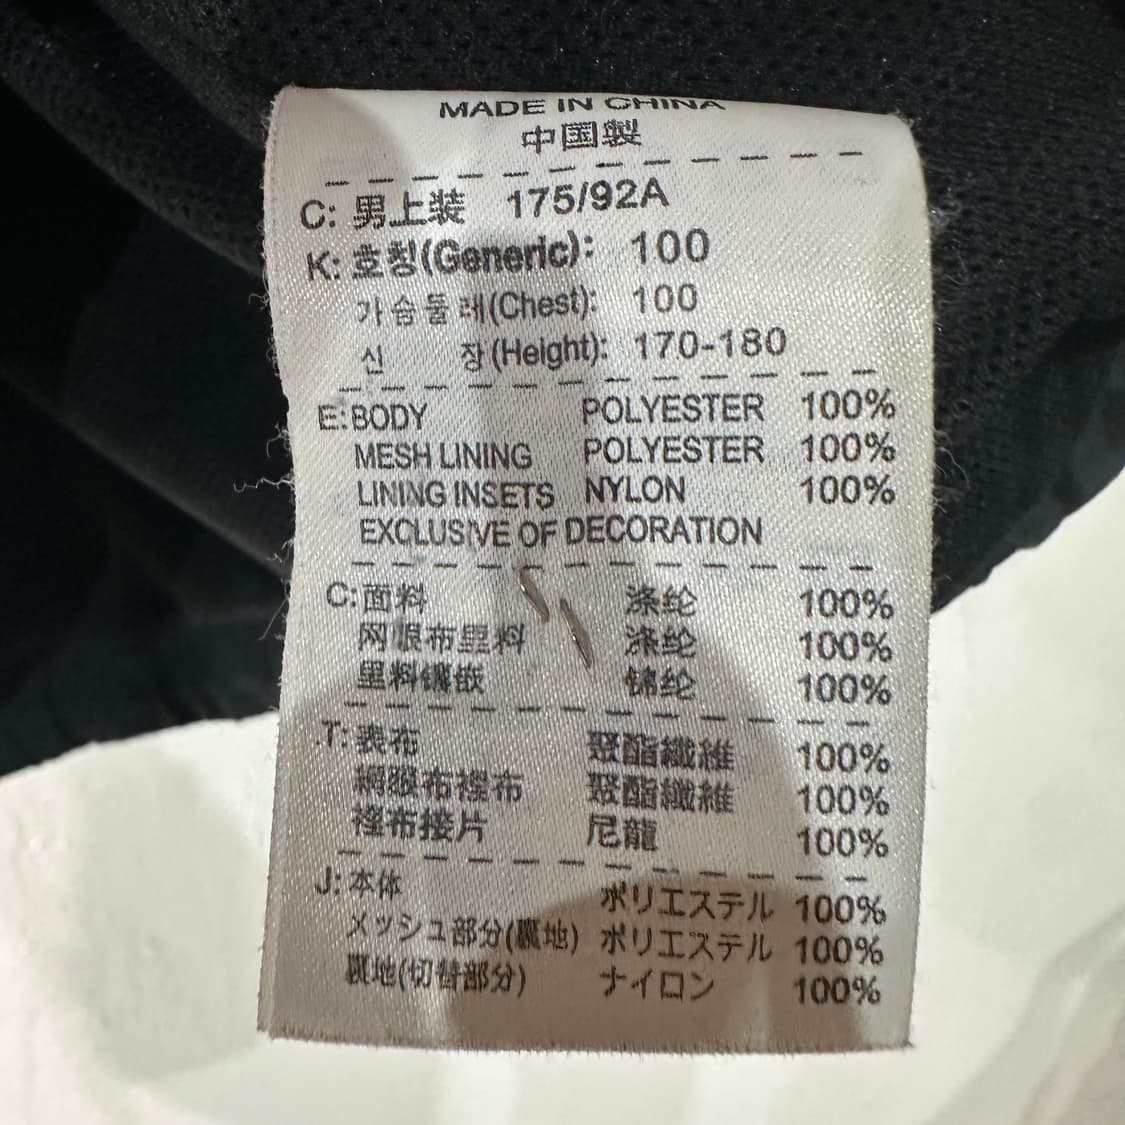 MADE IN CHINA
中国製
C: 男上装 175/92A
K: 호칭(Generic): 100
가슴둘레(Chest): 100
신 장(Height): 170-180
E: BODY POLYESTER 100%
MESH LINING POLYESTER 100%
LINING INSETS NYLON 100%
EXCLUSIVE OF DECORATION
C: 面料 涤纶 100%
网眼布里料 涤纶 100%
里料镶嵌 锦纶 100%
T: 表布 聚酯纖維 100%
網眼布裡布 聚酯纖維 100%
裡布接片 尼龍 100%
J: 本体 ポリエステル 100%
メッシュ部分(裏地) ポリエステル 100%
裏地(切替部分) ナイロン 100%